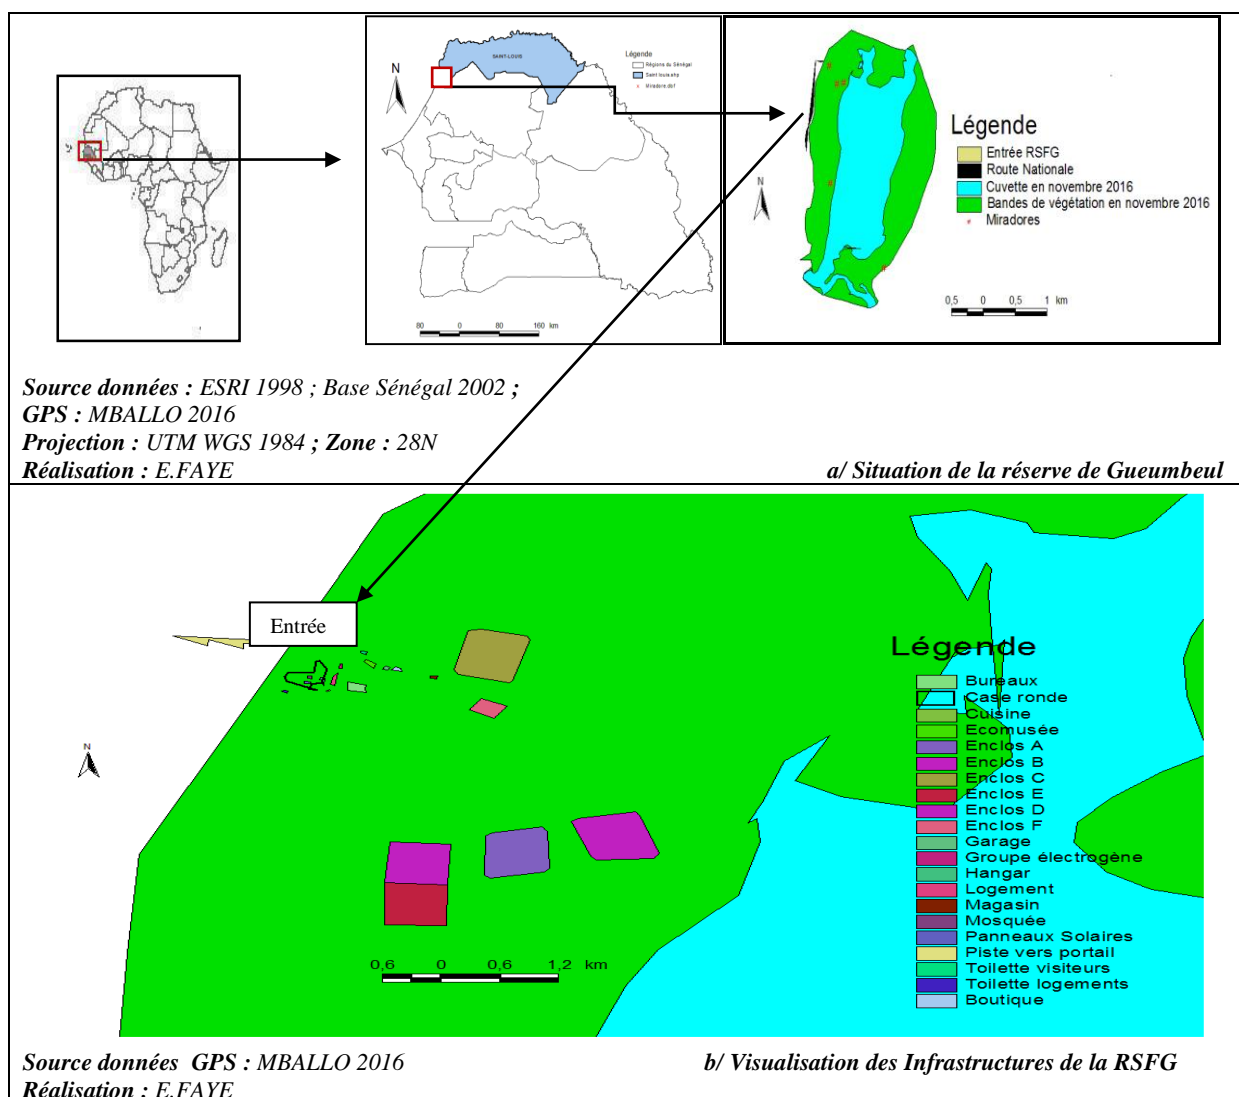 N
SAINT-LOUIS
Légende
Régions du Sénégal
Saint louis.shp
Miradore.dbf
80 0 80 160 km
Légende
Entrée RSFG
Route Nationale
Cuvette en novembre 2016
Bandes de végétation en novembre 2016
Miradores
N
0,5 0 0,5 1 km
Source données : ESRI 1998 ; Base Sénégal 2002 ;
GPS : MBALLO 2016
Projection : UTM WGS 1984 ; Zone : 28N
Réalisation : E.FAYE
a/ Situation de la réserve de Gueumbeul
Entrée
N
Légende
Bureaux
Case ronde
Cuisine
Ecomusée
Enclos A
Enclos B
Enclos C
Enclos E
Enclos D
Enclos F
Garage
Groupe électrogène
Hangar
Logement
Magasin
Mosquée
Panneaux Solaires
Piste vers portail
Toilette visiteurs
Toilette logements
Boutique
0,6 0 0,6 1,2 km
Source données GPS : MBALLO 2016
b/ Visualisation des Infrastructures de la RSFG
Réalisation : E.FAYE